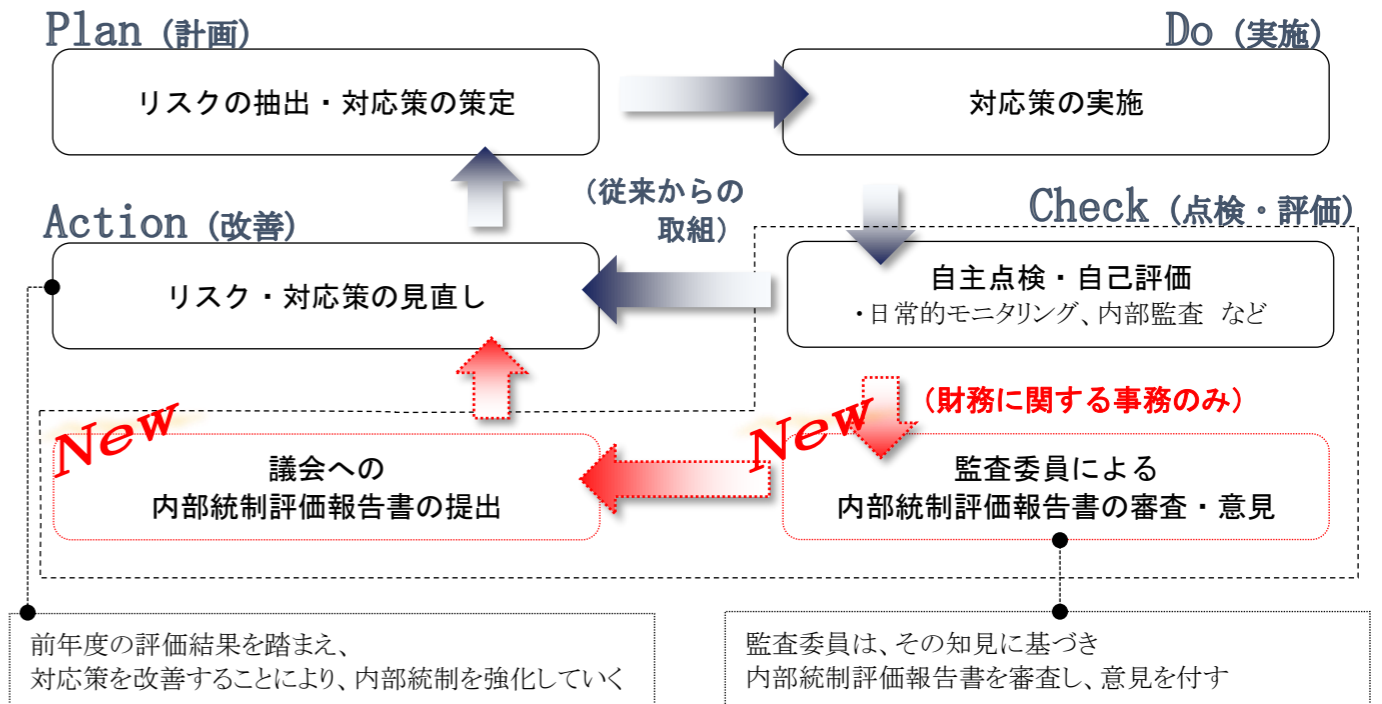 Plan (計画)
リスクの抽出・対応策の策定
Do (実施)
対応策の実施
(従来からの
取組)
Action (改善)
リスク・対応策の見直し
Check (点検・評価)
自主点検・自己評価
・日常的モニタリング、内部監査 など
(財務に関する事務のみ)
New
議会への
内部統制評価報告書の提出
New
監査委員による
内部統制評価報告書の審査・意見
前年度の評価結果を踏まえ、
対応策を改善することにより、内部統制を強化していく
監査委員は、その知見に基づき
内部統制評価報告書を審査し、意見を付す